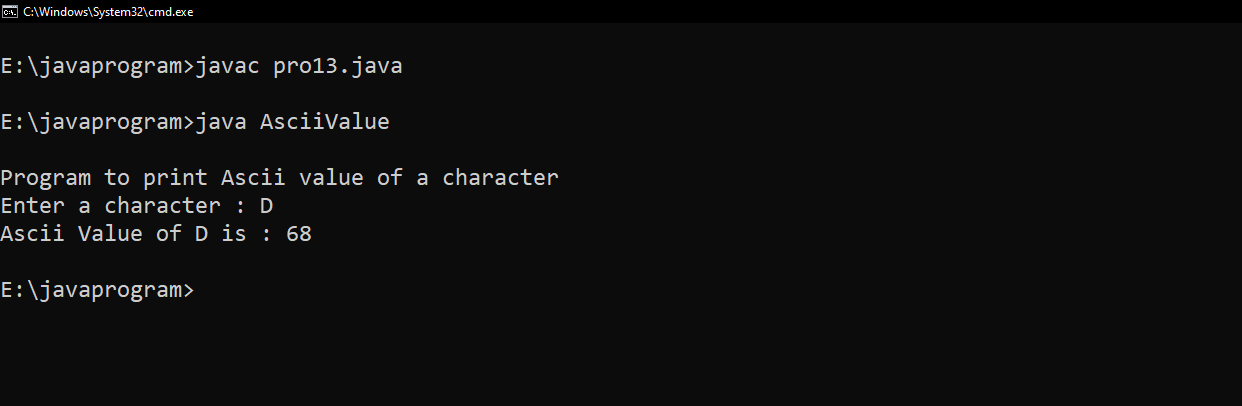 C:\Windows\System32\cmd.exe
E:\javaprogram>javac pro13.java
E:\javaprogram>java AsciiValue
Program to print Ascii value of a character
Enter a character : D
Ascii Value of D is : 68
E:\javaprogram>